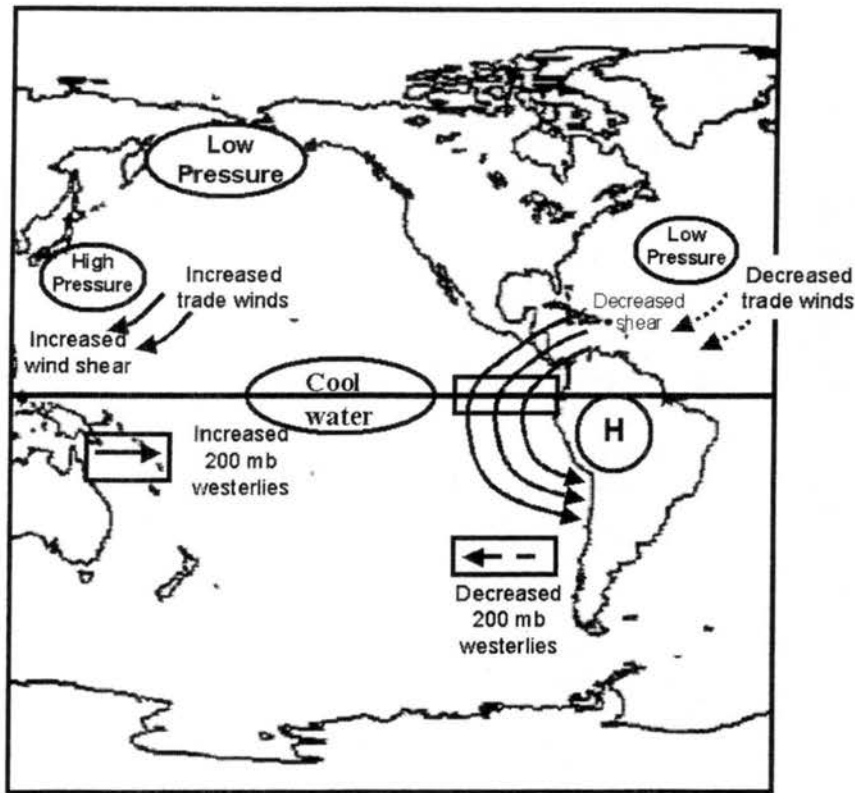 Low
Pressure
High
Pressure
Increased
trade winds
Increased
wind shear
Low
Pressure
Decreased
trade winds
Decreased
shear
Cool
water
H
Increased
200 mb
westerlies
Decreased
200 mb
westerlies